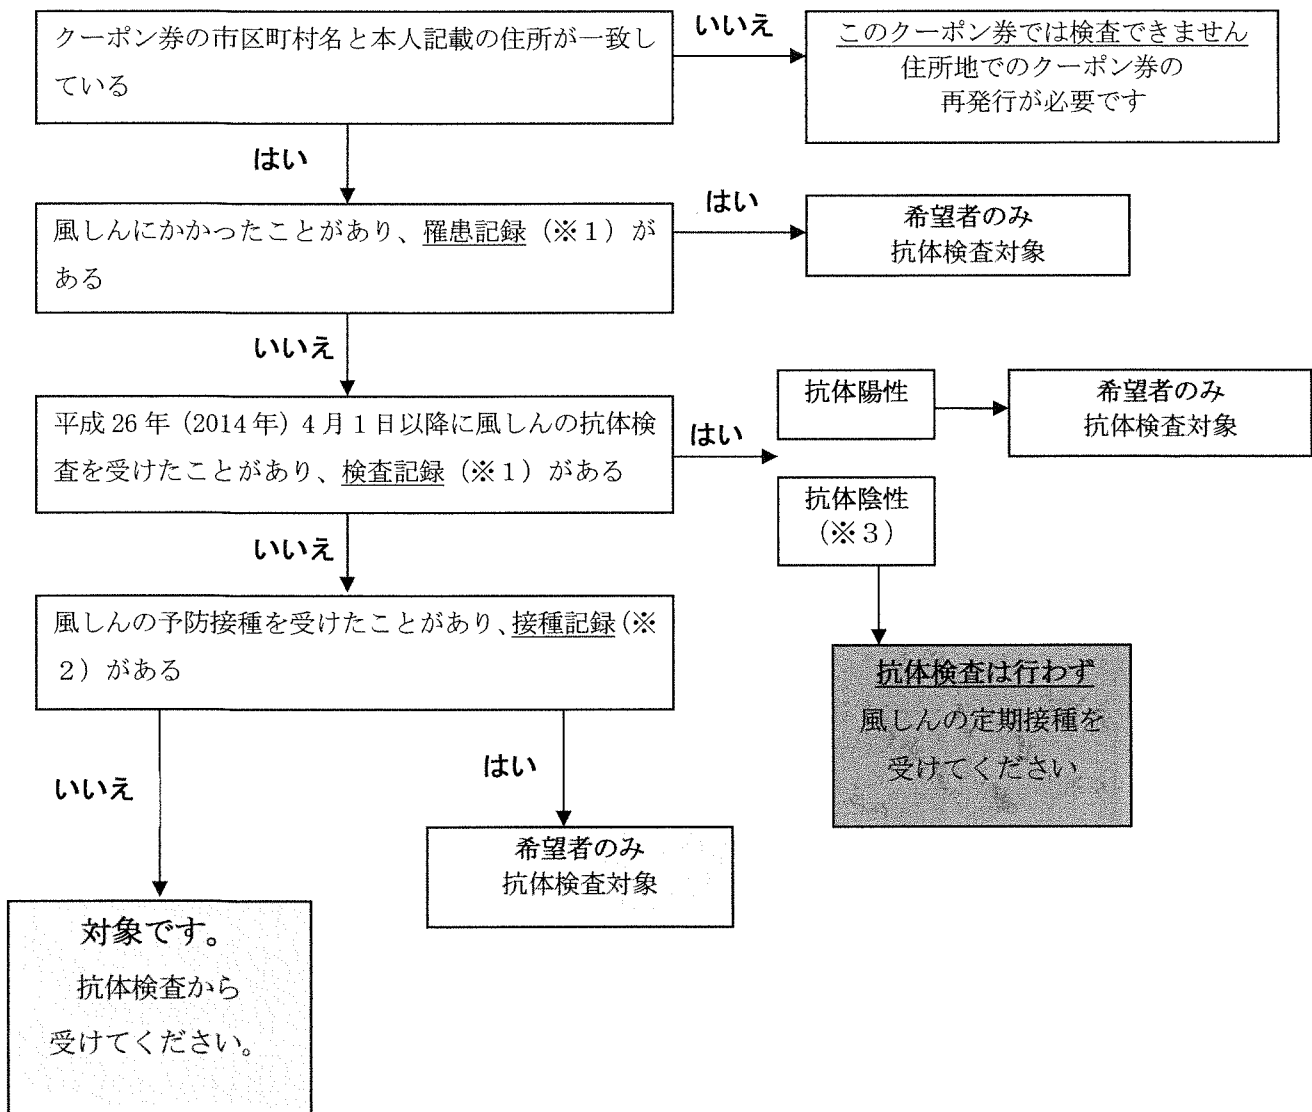 クーポン券の市区町村名と本人記載の住所が一致し
ている
いいえ
このクーポン券では検査できません
住所地でのクーポン券の
再発行が必要です
はい
風しんにかかったことがあり、罹患記録（※１）が
ある
はい
希望者のみ
抗体検査対象
いいえ
平成 26 年（2014 年）４月１日以降に風しんの抗体検
査を受けたことがあり、検査記録（※１）がある
はい
抗体陽性
希望者のみ
抗体検査対象
抗体陰性
（※３）
抗体検査は行わず
風しんの定期接種を
受けてください
いいえ
風しんの予防接種を受けたことがあり、接種記録（※
２）がある
いいえ
はい
希望者のみ
抗体検査対象
対象です。
抗体検査から
受けてください。